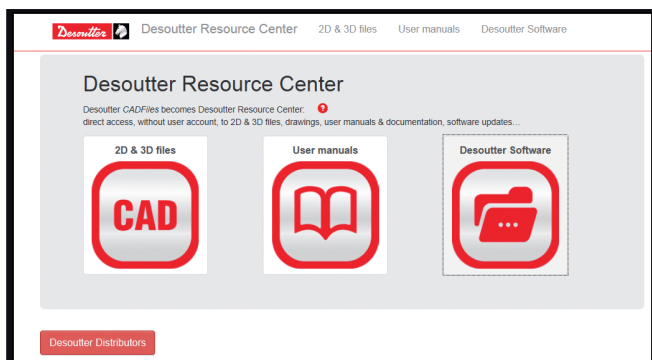 Desoutter Desoutter Resource Center 2D & 3D files User manuals Desoutter Software
Desoutter Resource Center
Desoutter CADFiles becomes Desoutter Resource Center: ?
direct access, without user account, to 2D & 3D files, drawings, user manuals & documentation, software updates...
2D & 3D files User manuals Desoutter Software
CAD
Desoutter Distributors